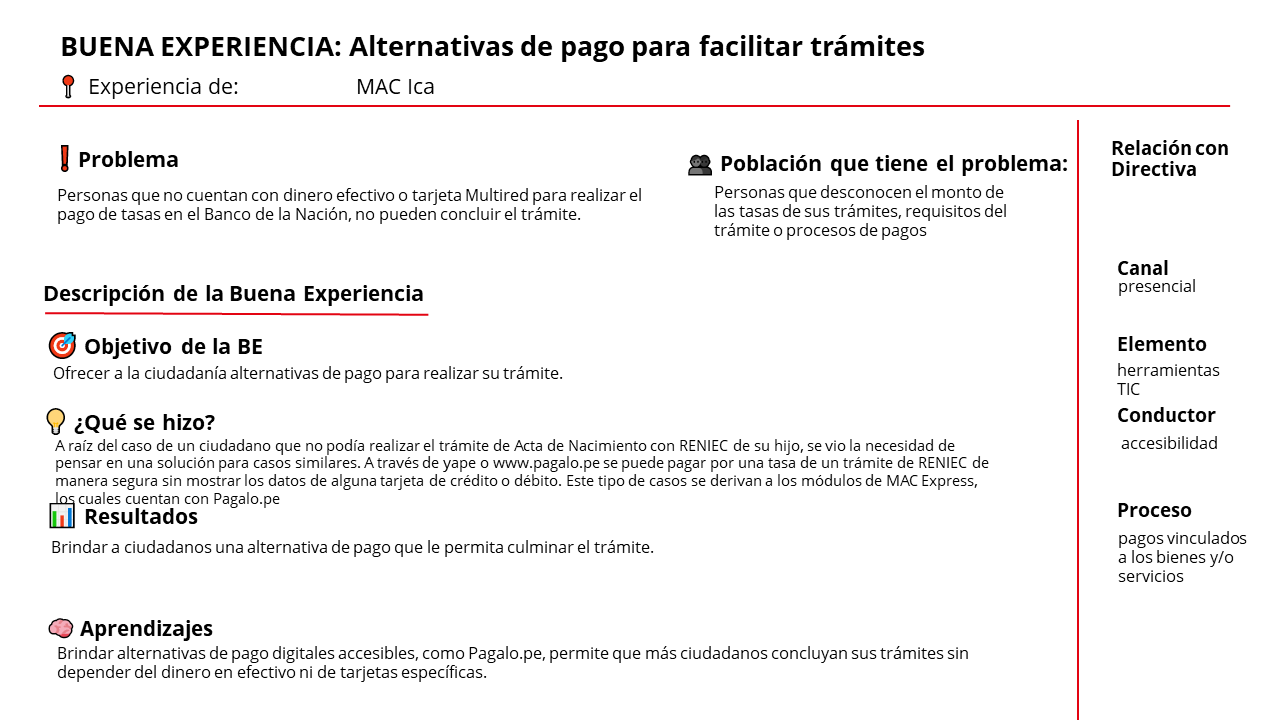 BUENA EXPERIENCIA: Alternativas de pago para facilitar trámites
Experiencia de: MAC Ica
Problema
Personas que no cuentan con dinero efectivo o tarjeta Multired para realizar el
pago de tasas en el Banco de la Nación, no pueden concluir el trámite.
Población que tiene el problema:
Personas que desconocen el monto de
las tasas de sus trámites, requisitos del
trámite o procesos de pagos
Descripción de la Buena Experiencia
Objetivo de la BE
Ofrecer a la ciudadanía alternativas de pago para realizar su trámite.
¿Qué se hizo?
A raíz del caso de un ciudadano que no podía realizar el trámite de Acta de Nacimiento con RENIEC de su hijo, se vio la necesidad de
pensar en una solución para casos similares. A través de yape o www.pagalo.pe se puede pagar por una tasa de un trámite de RENIEC de
manera segura sin mostrar los datos de alguna tarjeta de crédito o débito. Este tipo de casos se derivan a los módulos de MAC Express,
los cuales cuentan con Pagalo.pe
Resultados
Brindar a ciudadanos una alternativa de pago que le permita culminar el trámite.
Aprendizajes
Brindar alternativas de pago digitales accesibles, como Pagalo.pe, permite que más ciudadanos concluyan sus trámites sin
depender del dinero en efectivo ni de tarjetas específicas.
Relación con
Directiva
Canal
presencial
Elemento
herramientas
TIC
Conductor
accesibilidad
Proceso
pagos vinculados
a los bienes y/o
servicios